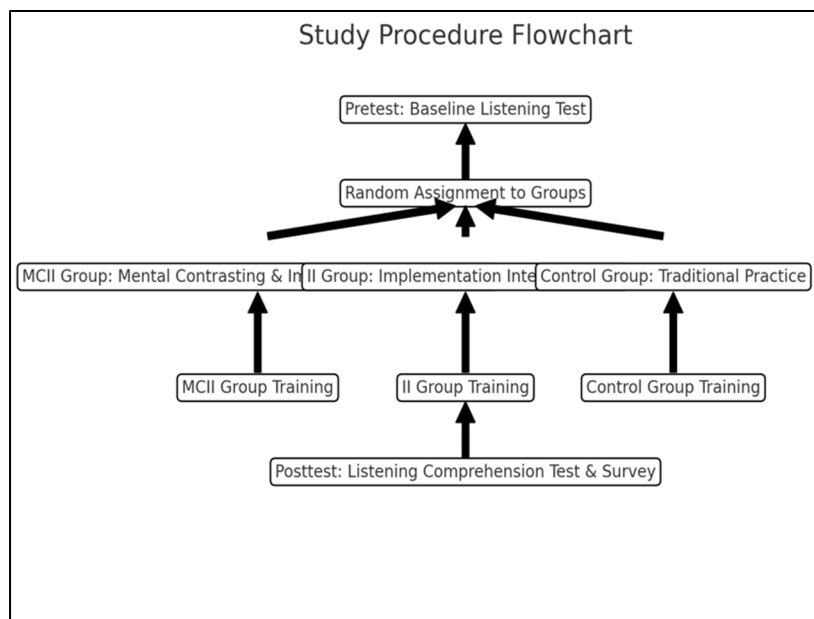 Study Procedure Flowchart
Pretest: Baseline Listening Test
Random Assignment to Groups
MCII Group: Mental Contrasting & In
II Group: Implementation Inte
Control Group: Traditional Practice
MCII Group Training
II Group Training
Control Group Training
Posttest: Listening Comprehension Test & Survey